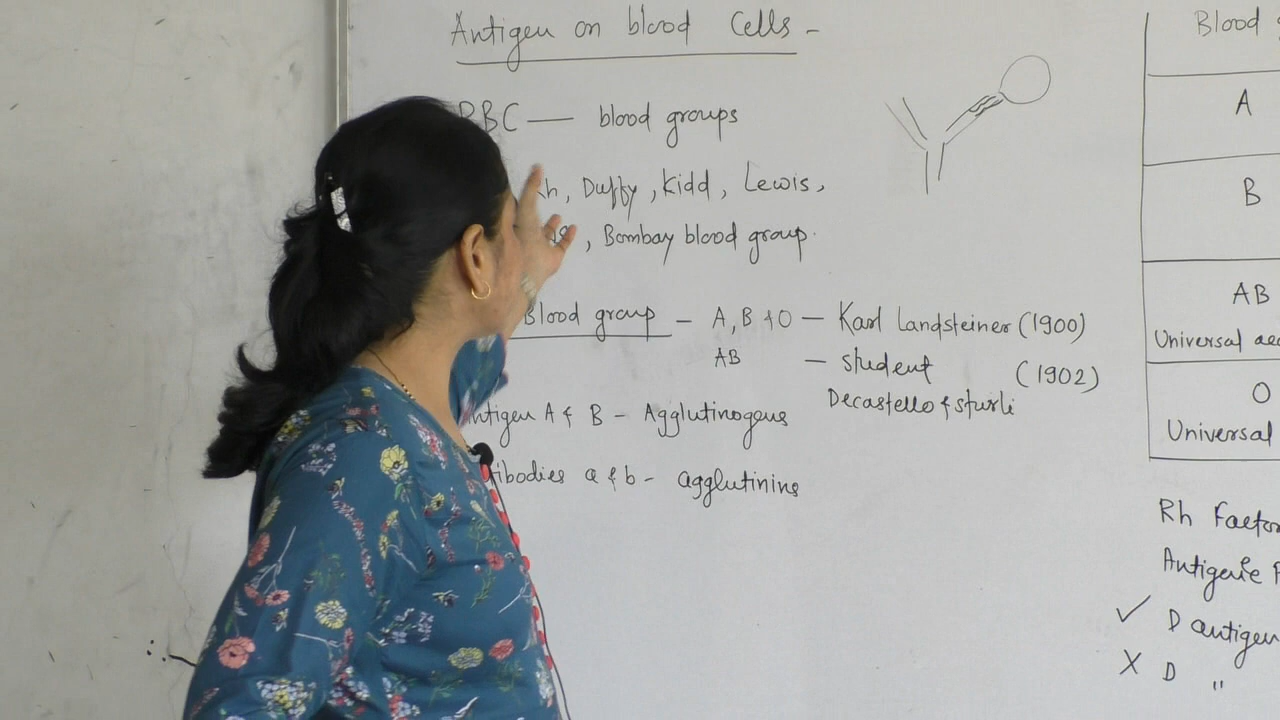 Antigen on blood Cells -
RBC — blood groups
Rh, Duffy, Kidd, Lewis,
, Bombay blood group.
Blood group - A, B & O — Karl Landsteiner (1900)
AB — student (1902)
Decastello & sturli
Antigen A & B - Agglutinogens
tibodies a & b - agglutinins
Blood
A
B
AB
Universal
O
Universal
Rh Factor
Antigenic
✓ D antigen
X D "